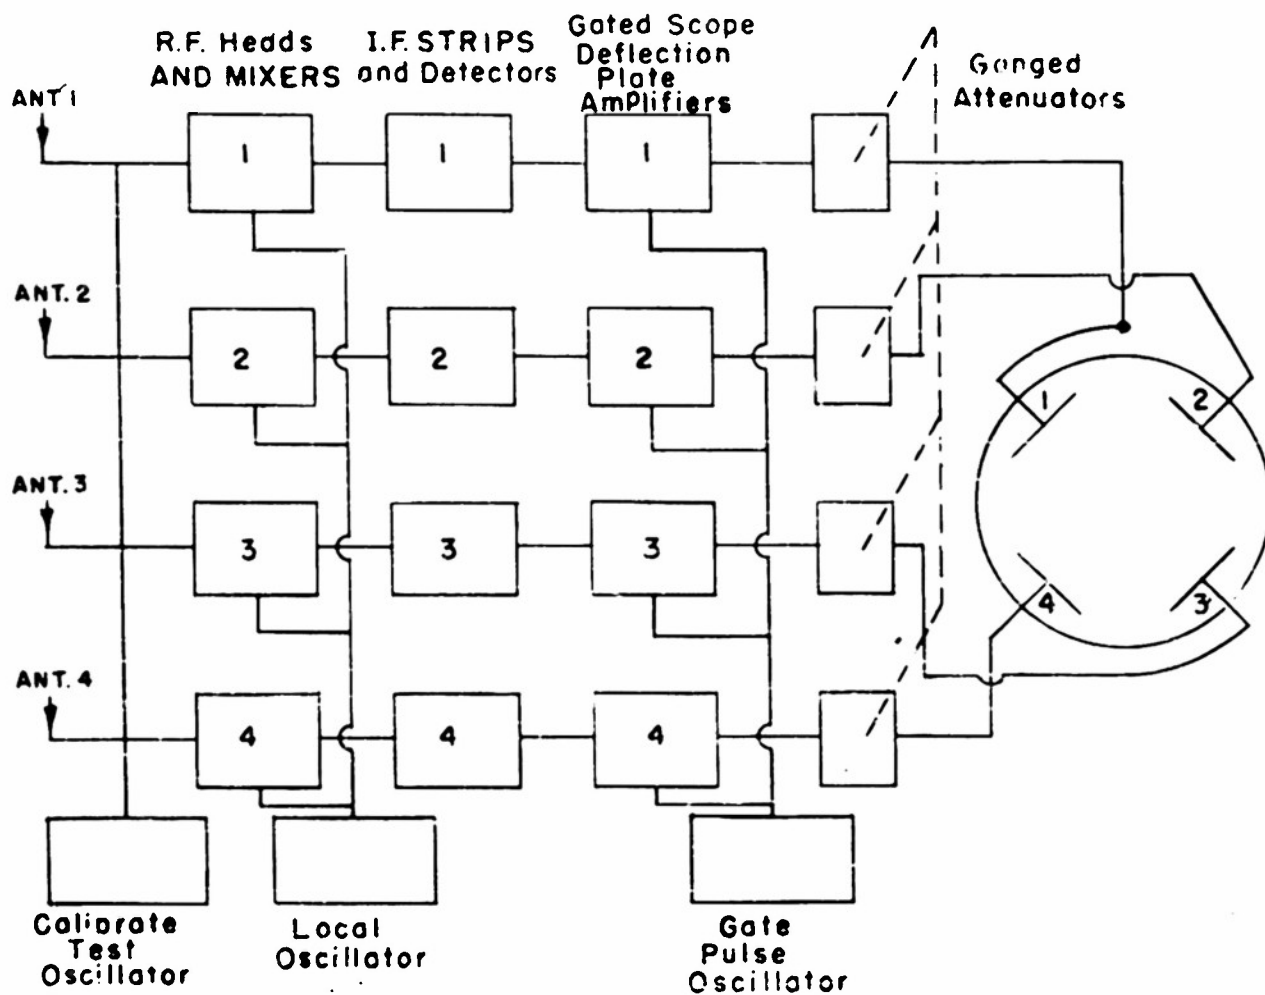 R.F. Heads
AND MIXERS
I.F. STRIPS
and Detectors
Gated Scope
Deflection
Plate
Amplifiers
Ganged
Attenuators
ANT 1
1
1
1
ANT. 2
2
2
2
1
2
ANT. 3
3
3
3
4
3
ANT. 4
4
4
4
Calibrate
Test
Oscillator
Local
Oscillator
Gate
Pulse
Oscillator